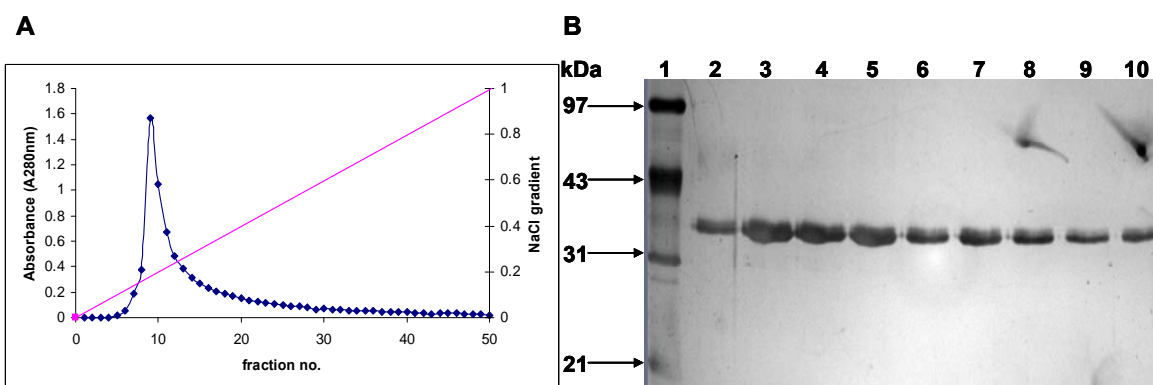 A
B
1.8
1.6
1.4
1.2
1
0.8
0.6
0.4
0.2
0
Absorbance (A280nm)
0 10 20 30 40 50
fraction no.
1
0.8
0.6
0.4
0.2
0
NaCl gradient
kDa 1 2 3 4 5 6 7 8 9 10
97
43
31
21